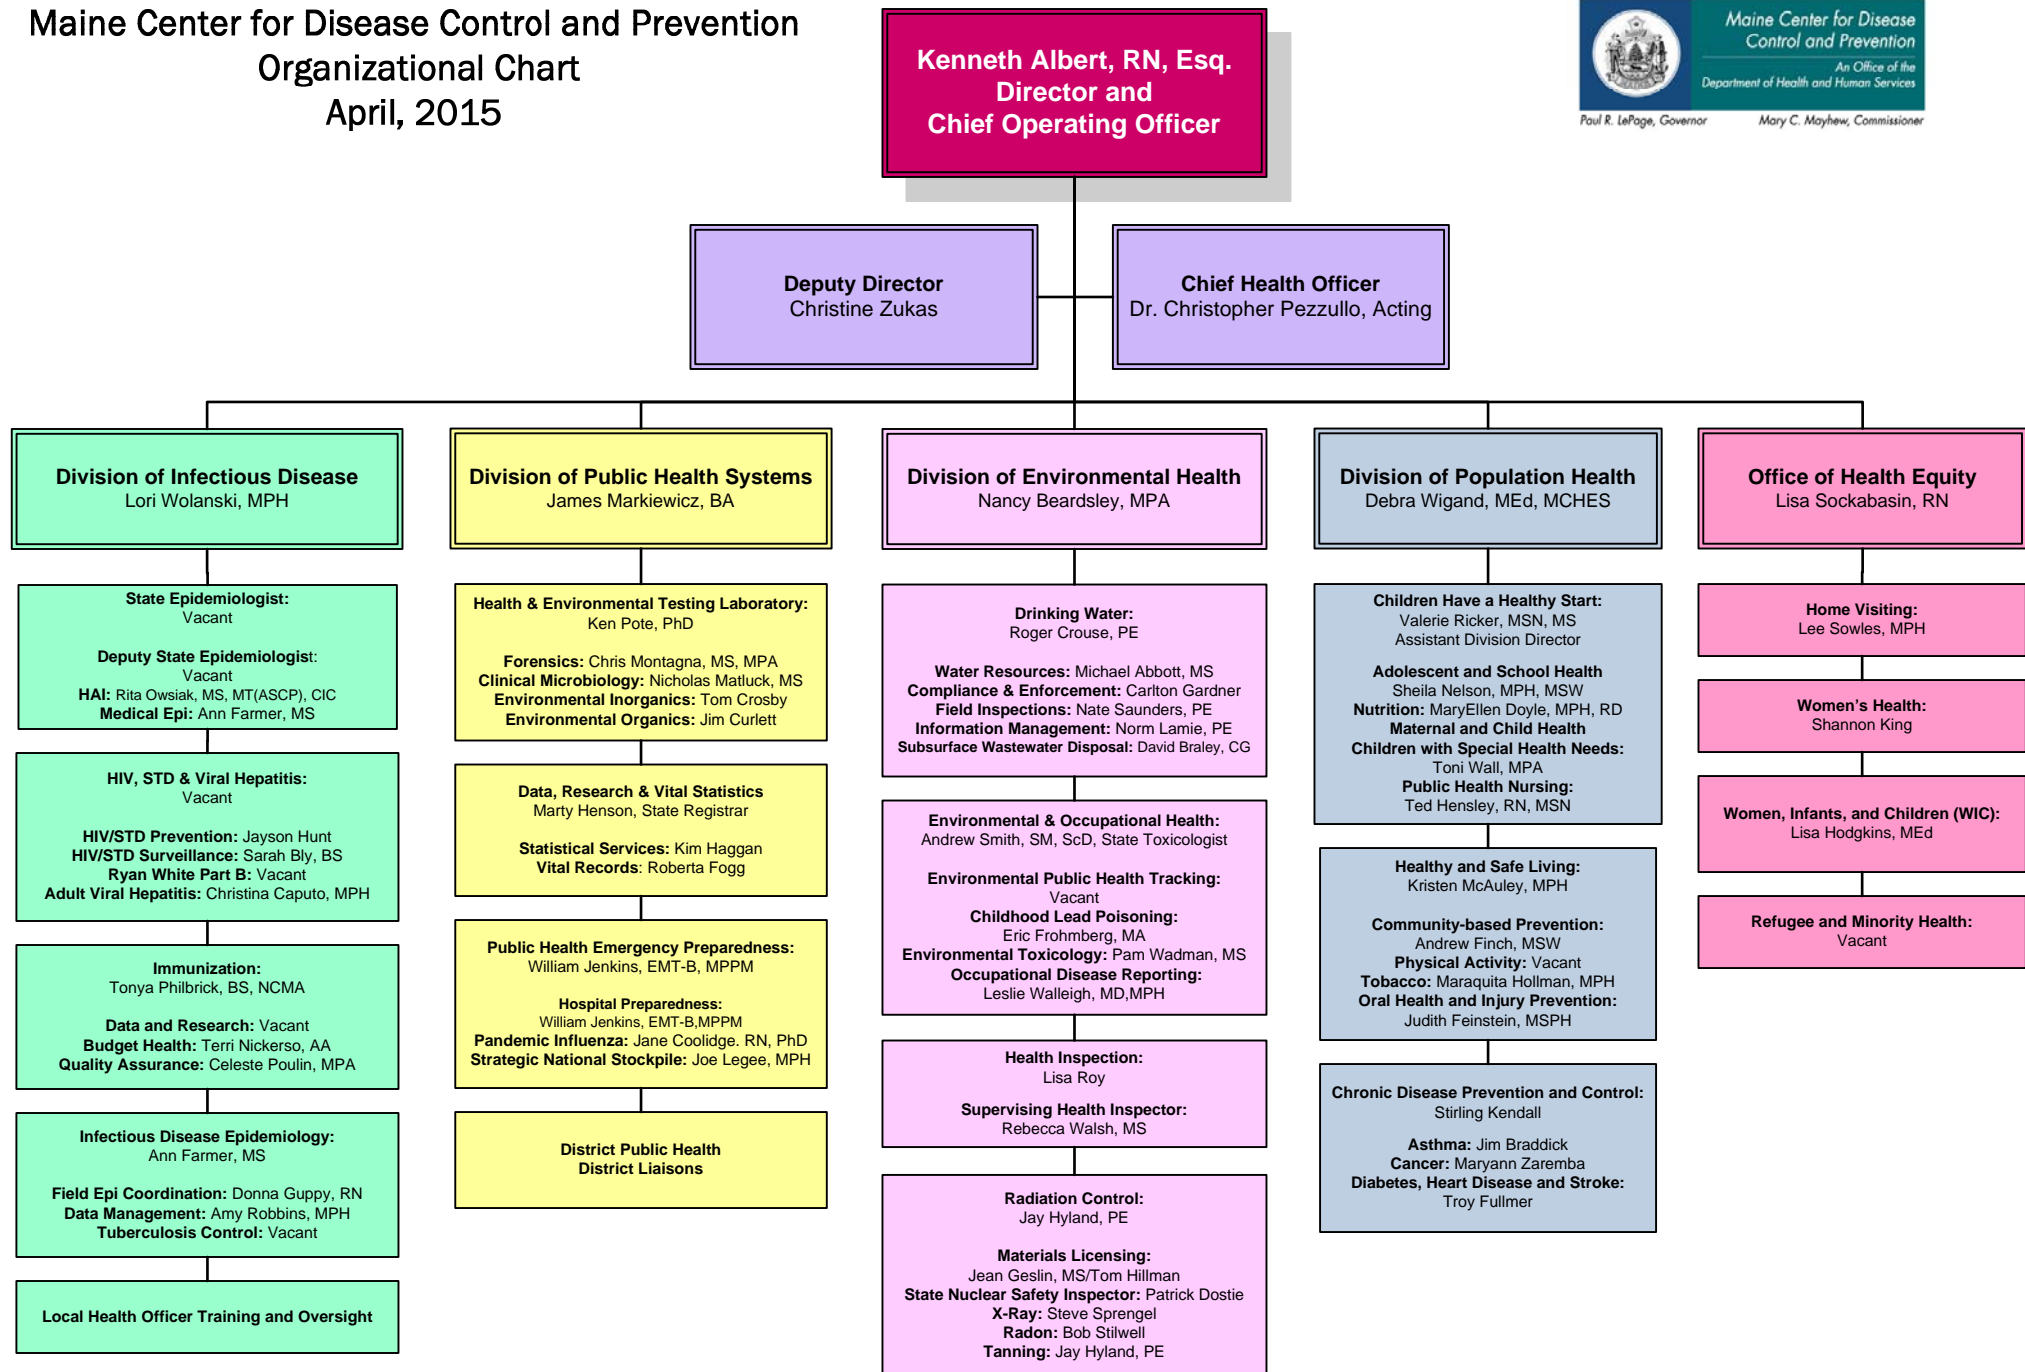 Maine Center for Disease Control and Prevention
Organizational Chart
April, 2015
Kenneth Albert, RN, Esq.
Director and
Chief Operating Officer
Maine Center for Disease
Control and Prevention
An Office of the
Department of Health and Human Services
Paul R. LePage, Governor
Mary C. Mayhew, Commissioner
Deputy Director
Christine Zukas
Chief Health Officer
Dr. Christopher Pezzullo, Acting
Division of Infectious Disease
Lori Wolanski, MPH
State Epidemiologist:
Vacant
Deputy State Epidemiologist:
Vacant
HAI: Rita Owsiak, MS, MT(ASCP), CIC
Medical Epi: Ann Farmer, MS
HIV, STD & Viral Hepatitis:
Vacant
HIV/STD Prevention: Jayson Hunt
HIV/STD Surveillance: Sarah Bly, BS
Ryan White Part B: Vacant
Adult Viral Hepatitis: Christina Caputo, MPH
Immunization:
Tonya Philbrick, BS, NCMA
Data and Research: Vacant
Budget Health: Terri Nickerso, AA
Quality Assurance: Celeste Poulin, MPA
Infectious Disease Epidemiology:
Ann Farmer, MS
Field Epi Coordination: Donna Guppy, RN
Data Management: Amy Robbins, MPH
Tuberculosis Control: Vacant
Local Health Officer Training and Oversight
Division of Public Health Systems
James Markiewicz, BA
Health & Environmental Testing Laboratory:
Ken Pote, PhD
Forensics: Chris Montagna, MS, MPA
Clinical Microbiology: Nicholas Matluck, MS
Environmental Inorganics: Tom Crosby
Environmental Organics: Jim Curlett
Data, Research & Vital Statistics
Marty Henson, State Registrar
Statistical Services: Kim Haggan
Vital Records: Roberta Fogg
Public Health Emergency Preparedness:
William Jenkins, EMT-B, MPPM
Hospital Preparedness:
William Jenkins, EMT-B,MPPM
Pandemic Influenza: Jane Coolidge. RN, PhD
Strategic National Stockpile: Joe Legee, MPH
District Public Health
District Liaisons
Division of Environmental Health
Nancy Beardsley, MPA
Drinking Water:
Roger Crouse, PE
Water Resources: Michael Abbott, MS
Compliance & Enforcement: Carlton Gardner
Field Inspections: Nate Saunders, PE
Information Management: Norm Lamie, PE
Subsurface Wastewater Disposal: David Braley, CG
Environmental & Occupational Health:
Andrew Smith, SM, ScD, State Toxicologist
Environmental Public Health Tracking:
Vacant
Childhood Lead Poisoning:
Eric Frohmberg, MA
Environmental Toxicology: Pam Wadman, MS
Occupational Disease Reporting:
Leslie Walleigh, MD,MPH
Health Inspection:
Lisa Roy
Supervising Health Inspector:
Rebecca Walsh, MS
Radiation Control:
Jay Hyland, PE
Materials Licensing:
Jean Geslin, MS/Tom Hillman
State Nuclear Safety Inspector: Patrick Dostie
X-Ray: Steve Sprengel
Radon: Bob Stilwell
Tanning: Jay Hyland, PE
Division of Population Health
Debra Wigand, MEd, MCHES
Children Have a Healthy Start:
Valerie Ricker, MSN, MS
Assistant Division Director
Adolescent and School Health
Sheila Nelson, MPH, MSW
Nutrition: MaryEllen Doyle, MPH, RD
Maternal and Child Health
Children with Special Health Needs:
Toni Wall, MPA
Public Health Nursing:
Ted Hensley, RN, MSN
Healthy and Safe Living:
Kristen McAuley, MPH
Community-based Prevention:
Andrew Finch, MSW
Physical Activity: Vacant
Tobacco: Maraquita Hollman, MPH
Oral Health and Injury Prevention:
Judith Feinstein, MSPH
Chronic Disease Prevention and Control:
Stirling Kendall
Asthma: Jim Braddick
Cancer: Maryann Zaremba
Diabetes, Heart Disease and Stroke:
Troy Fullmer
Office of Health Equity
Lisa Sockabasin, RN
Home Visiting:
Lee Sowles, MPH
Women's Health:
Shannon King
Women, Infants, and Children (WIC):
Lisa Hodgkins, MEd
Refugee and Minority Health:
Vacant